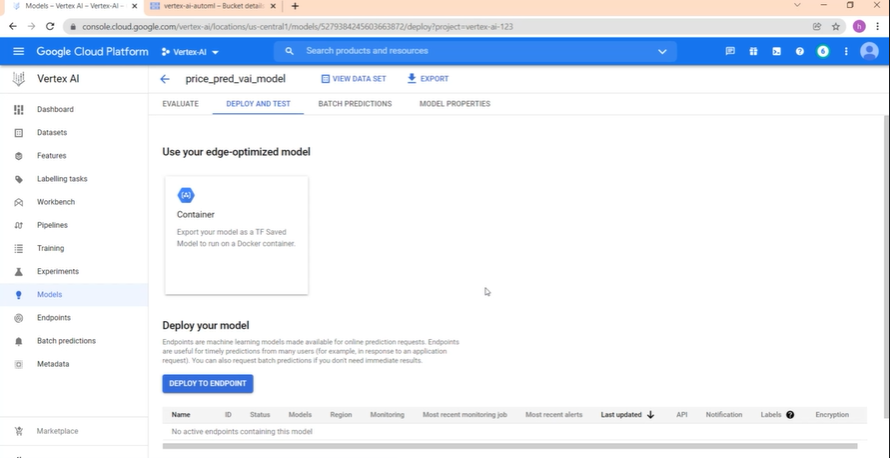 Models – Vertex AI – Vertex-AI –
vertex-ai-automl – Bucket details
console.cloud.google.com/vertex-ai/locations/us-central1/models/5279384245603663872/deploy?project=vertex-ai-123
h
Google Cloud Platform
Vertex-AI
Search products and resources
6
Vertex AI
price_pred_vai_model
VIEW DATA SET
EXPORT
EVALUATE
DEPLOY AND TEST
BATCH PREDICTIONS
MODEL PROPERTIES
Dashboard
Datasets
Features
Labelling tasks
Workbench
Pipelines
Training
Experiments
Models
Endpoints
Batch predictions
Metadata
Marketplace
Use your edge-optimized model
Container
Export your model as a TF Saved
Model to run on a Docker container.
Deploy your model
Endpoints are machine learning models made available for online prediction requests. Endpoints
are useful for timely predictions from many users (for example, in response to an application
request). You can also request batch predictions if you don't need immediate results.
DEPLOY TO ENDPOINT
Name ID Status Models Region Monitoring Most recent monitoring job Most recent alerts Last updated API Notification Labels Encryption
No active endpoints containing this model